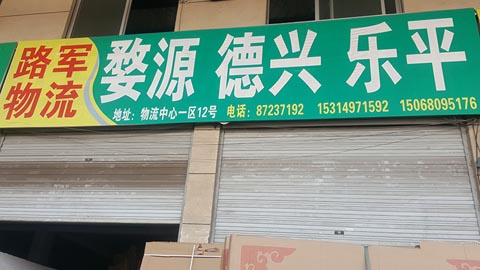 路军物流
婺源 德兴 乐平
地址：物流中心一区12号 电话：87237192 15314971592 15068095176